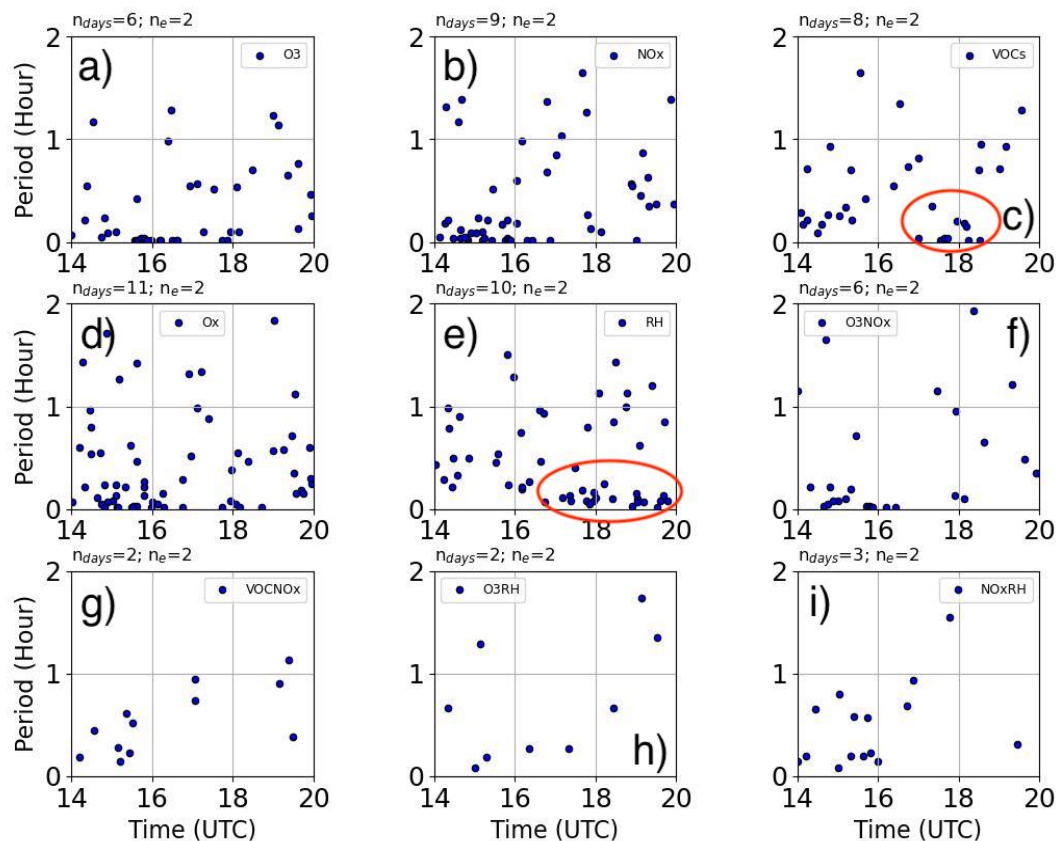 n_days=6; n_e=2
n_days=9; n_e=2
n_days=8; n_e=2
a)
O3
b)
NOx
VOCs
c)
Period (Hour)
2
1
0
14 16 18 20
2
1
0
14 16 18 20
2
1
0
14 16 18 20
n_days=11; n_e=2
n_days=10; n_e=2
n_days=6; n_e=2
d)
Ox
e)
RH
O3NOx
f)
Period (Hour)
2
1
0
14 16 18 20
2
1
0
14 16 18 20
2
1
0
14 16 18 20
n_days=2; n_e=2
n_days=2; n_e=2
n_days=3; n_e=2
g)
VOCNOx
O3RH
h)
i)
NOxRH
Period (Hour)
2
1
0
14 16 18 20
2
1
0
14 16 18 20
2
1
0
14 16 18 20
Time (UTC)
Time (UTC)
Time (UTC)